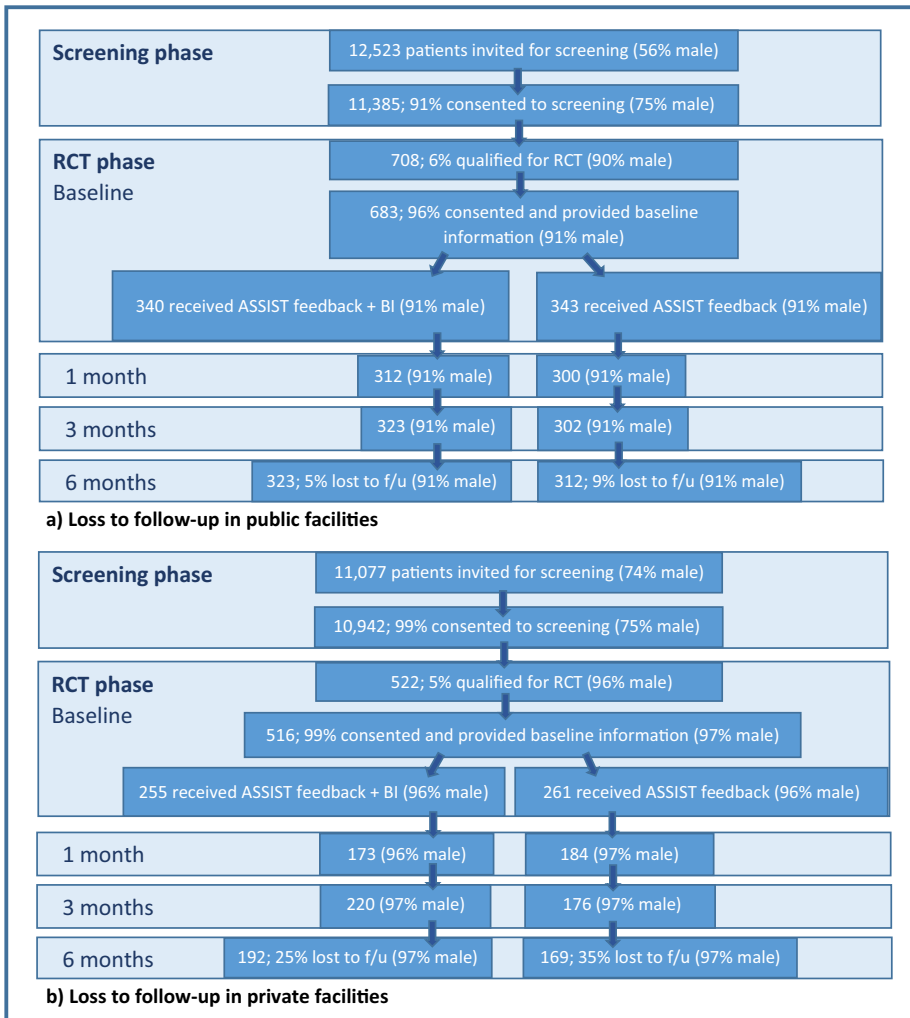 Screening phase
12,523 patients invited for screening (56% male)
11,385; 91% consented to screening (75% male)
RCT phase
Baseline
708; 6% qualified for RCT (90% male)
683; 96% consented and provided baseline
information (91% male)
340 received ASSIST feedback + BI (91% male)
343 received ASSIST feedback (91% male)
1 month
312 (91% male)
300 (91% male)
3 months
323 (91% male)
302 (91% male)
6 months
323; 5% lost to f/u (91% male)
312; 9% lost to f/u (91% male)
a) Loss to follow-up in public facilities
Screening phase
11,077 patients invited for screening (74% male)
10,942; 99% consented to screening (75% male)
RCT phase
Baseline
522; 5% qualified for RCT (96% male)
516; 99% consented and provided baseline information (97% male)
255 received ASSIST feedback + BI (96% male)
261 received ASSIST feedback (96% male)
1 month
173 (96% male)
184 (97% male)
3 months
220 (97% male)
176 (97% male)
6 months
192; 25% lost to f/u (97% male)
169; 35% lost to f/u (97% male)
b) Loss to follow-up in private facilities